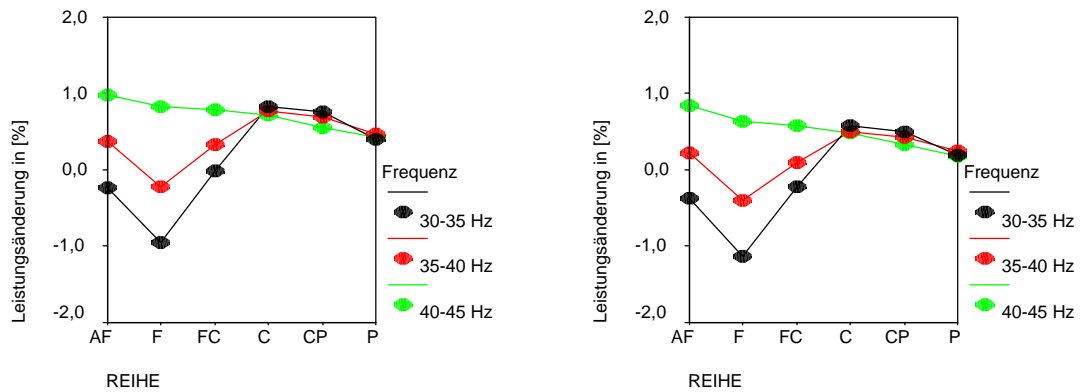 2,0
1,0
0,0
-1,0
-2,0
Leistungsänderung in [%]
AF F FC C CP P
REIHE
Frequenz
30-35 Hz
35-40 Hz
40-45 Hz
2,0
1,0
0,0
-1,0
-2,0
Leistungsänderung in [%]
AF F FC C CP P
REIHE
Frequenz
30-35 Hz
35-40 Hz
40-45 Hz